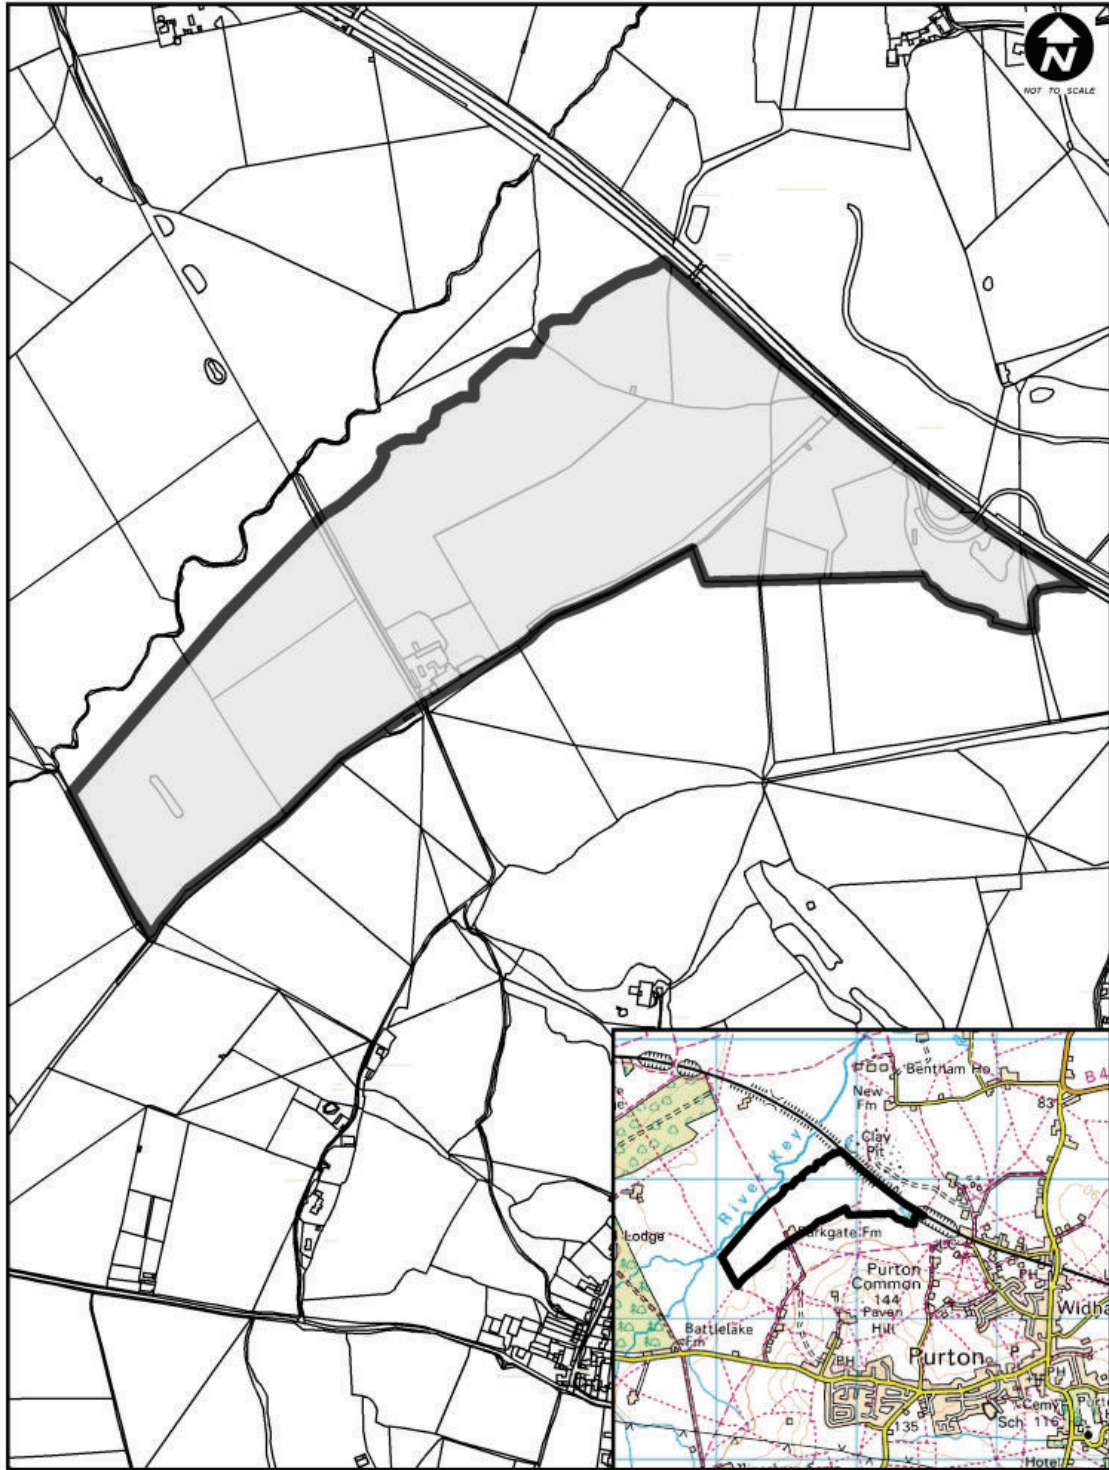 N
NOT TO SCALE
Bentham Ho
B4
New
Fm
83
Clay
Pit
River Key
Lodge
Parkgate Fm
Purton
Common
144
Paven
Hill
PH
Widha
Battlelake
Fm
PH
Purton
P
PH
Cemy
Sch
116
135
Hotel